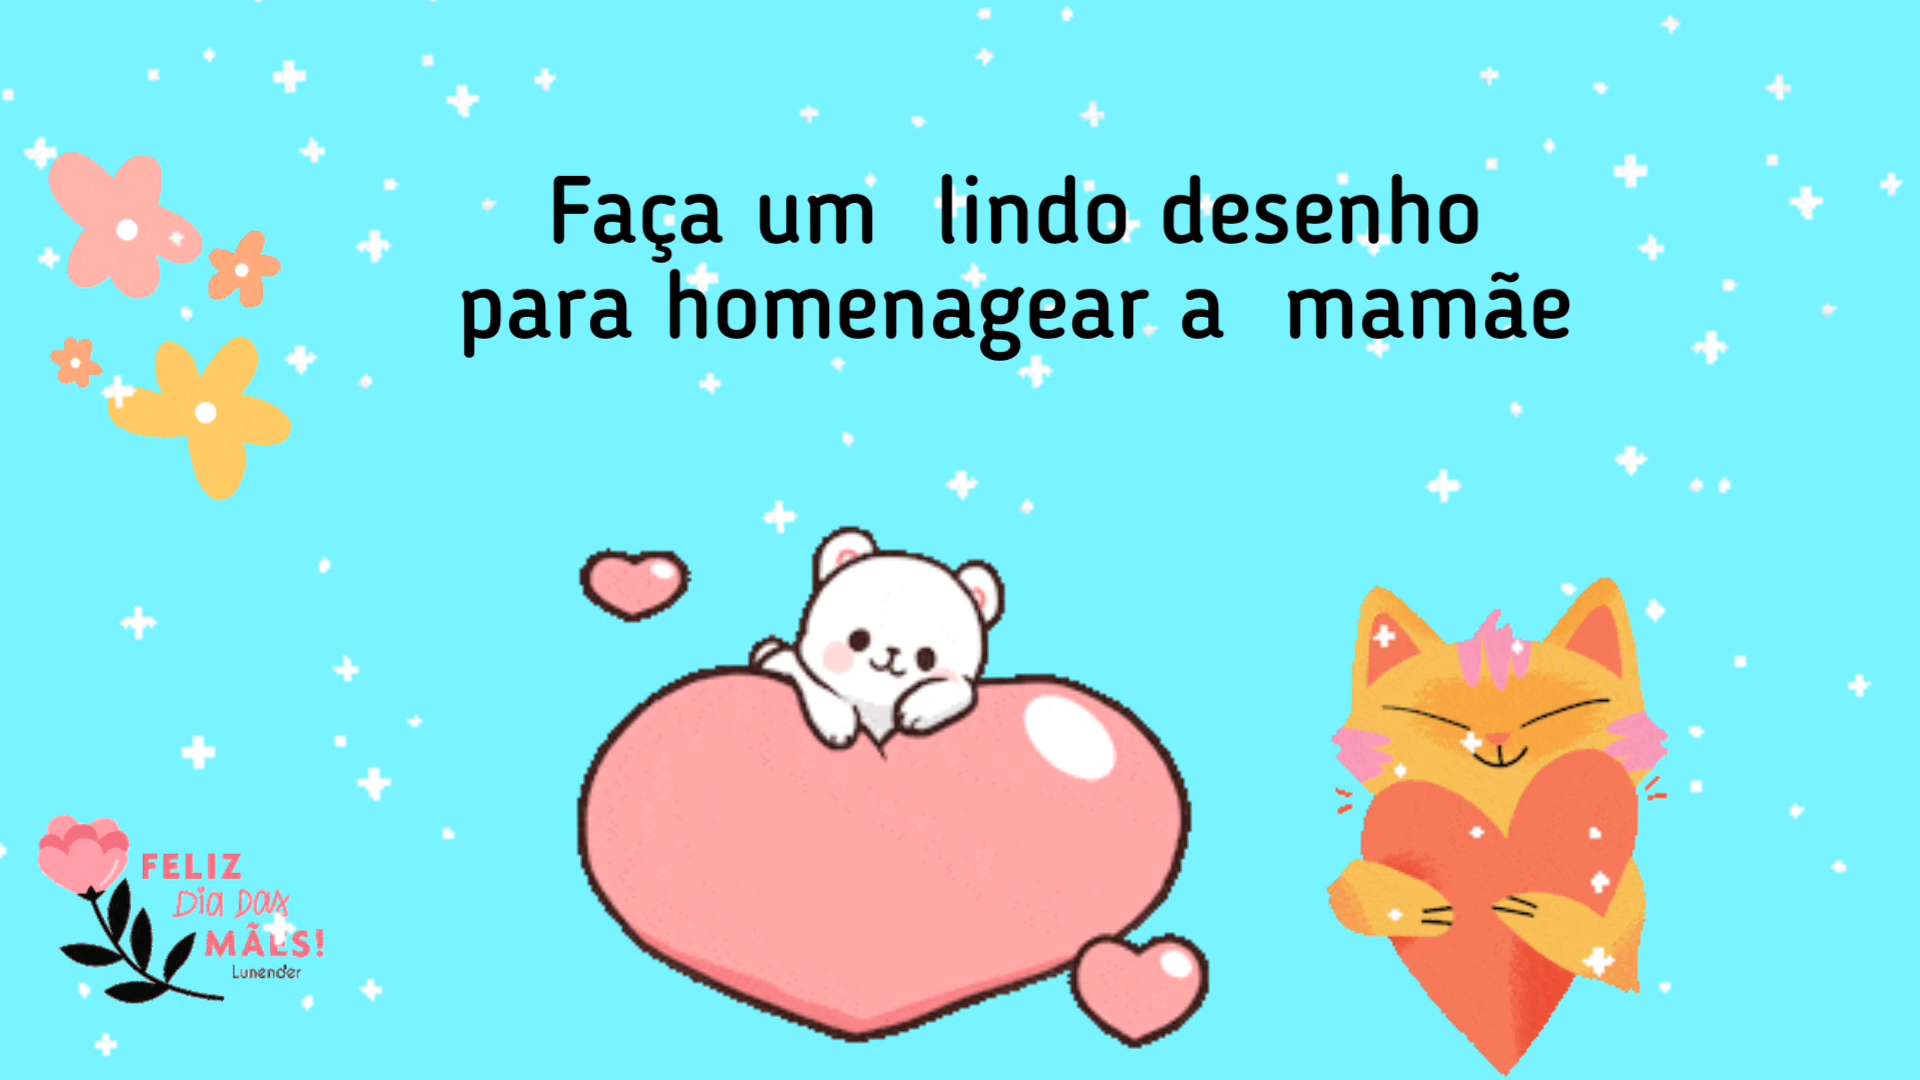 Faça um lindo desenho
para homenagear a mamãe
FELIZ
Dia Das
MÃES!
Lunender